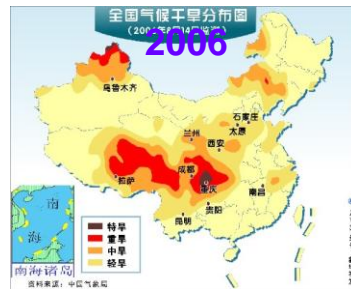 全国气候干旱分布图
2006
乌鲁木齐
石家庄
太原
兰州
西安
拉萨
成都
重庆
南昌
贵阳
昆明
南
海
南海诸岛
特旱
重旱
中旱
轻旱
资料来源：中国气象局